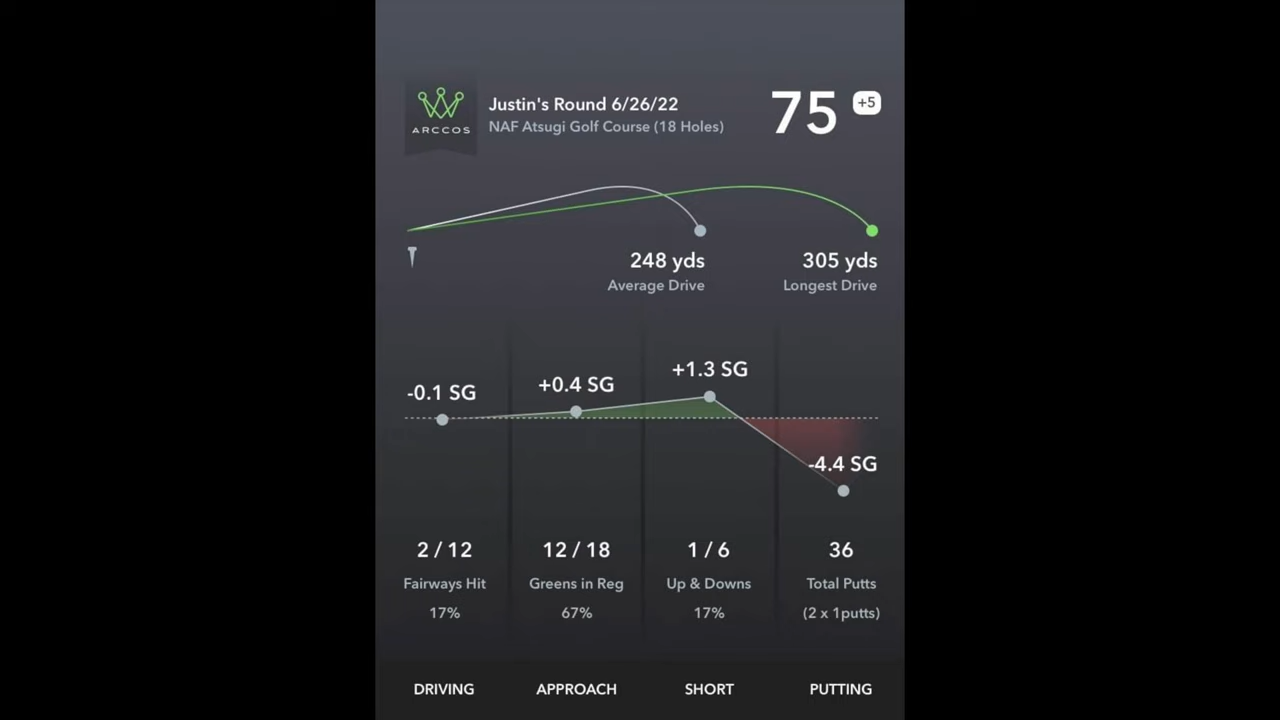 Justin's Round 6/26/22
75 +5
ARCCOS
NAF Atsugi Golf Course (18 Holes)
248 yds
305 yds
Average Drive
Longest Drive
-0.1 SG
+0.4 SG
+1.3 SG
-4.4 SG
2 / 12
12 / 18
1 / 6
36
Fairways Hit
Greens in Reg
Up & Downs
Total Putts
17%
67%
17%
(2 x 1putts)
DRIVING
APPROACH
SHORT
PUTTING